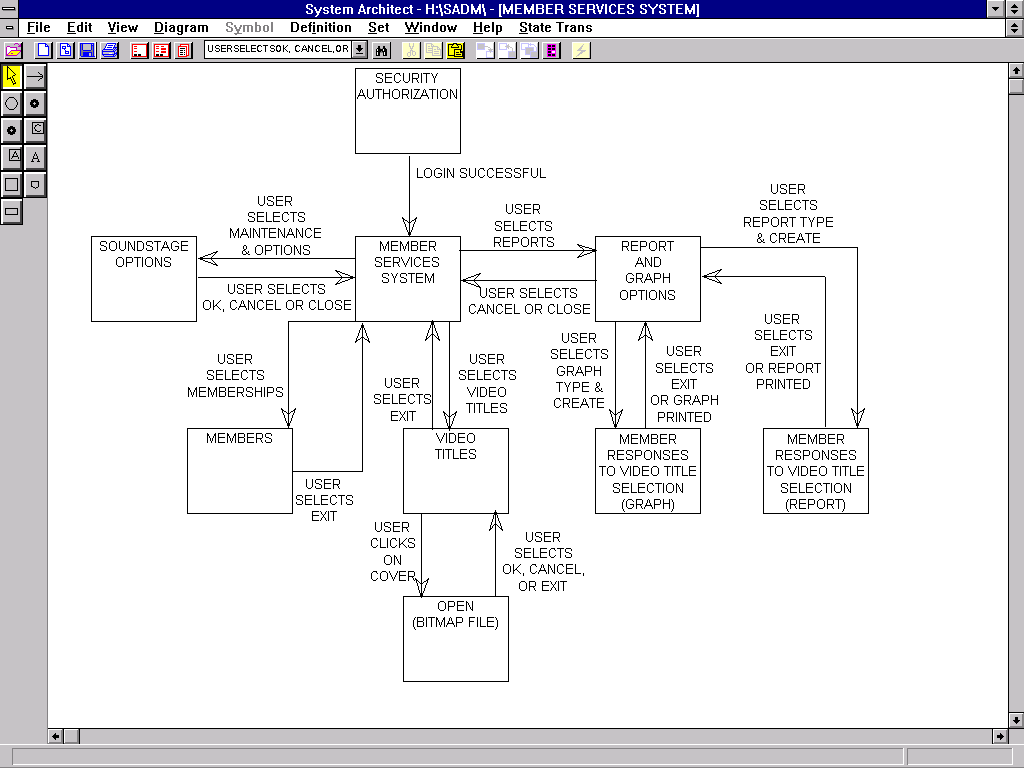 System Architect - H:\SADM\ - [MEMBER SERVICES SYSTEM]
File Edit View Diagram Symbol Definition Set Window Help State Trans
USERSELECTSOK, CANCEL,OR
C
A
A
SECURITY
AUTHORIZATION
LOGIN SUCCESSFUL
USER
SELECTS
MAINTENANCE
& OPTIONS
USER
SELECTS
REPORTS
USER
SELECTS
REPORT TYPE
& CREATE
SOUNDSTAGE
OPTIONS
MEMBER
SERVICES
SYSTEM
REPORT
AND
GRAPH
OPTIONS
USER SELECTS
OK, CANCEL OR CLOSE
USER SELECTS
CANCEL OR CLOSE
USER
SELECTS
MEMBERSHIPS
USER
SELECTS
EXIT
USER
SELECTS
VIDEO
TITLES
USER
SELECTS
GRAPH
TYPE &
CREATE
USER
SELECTS
EXIT
OR GRAPH
PRINTED
USER
SELECTS
EXIT
OR REPORT
PRINTED
MEMBERS
USER
SELECTS
EXIT
VIDEO
TITLES
MEMBER
RESPONSES
TO VIDEO TITLE
SELECTION
(GRAPH)
MEMBER
RESPONSES
TO VIDEO TITLE
SELECTION
(REPORT)
USER
CLICKS
ON
COVER
USER
SELECTS
OK, CANCEL,
OR EXIT
OPEN
(BITMAP FILE)